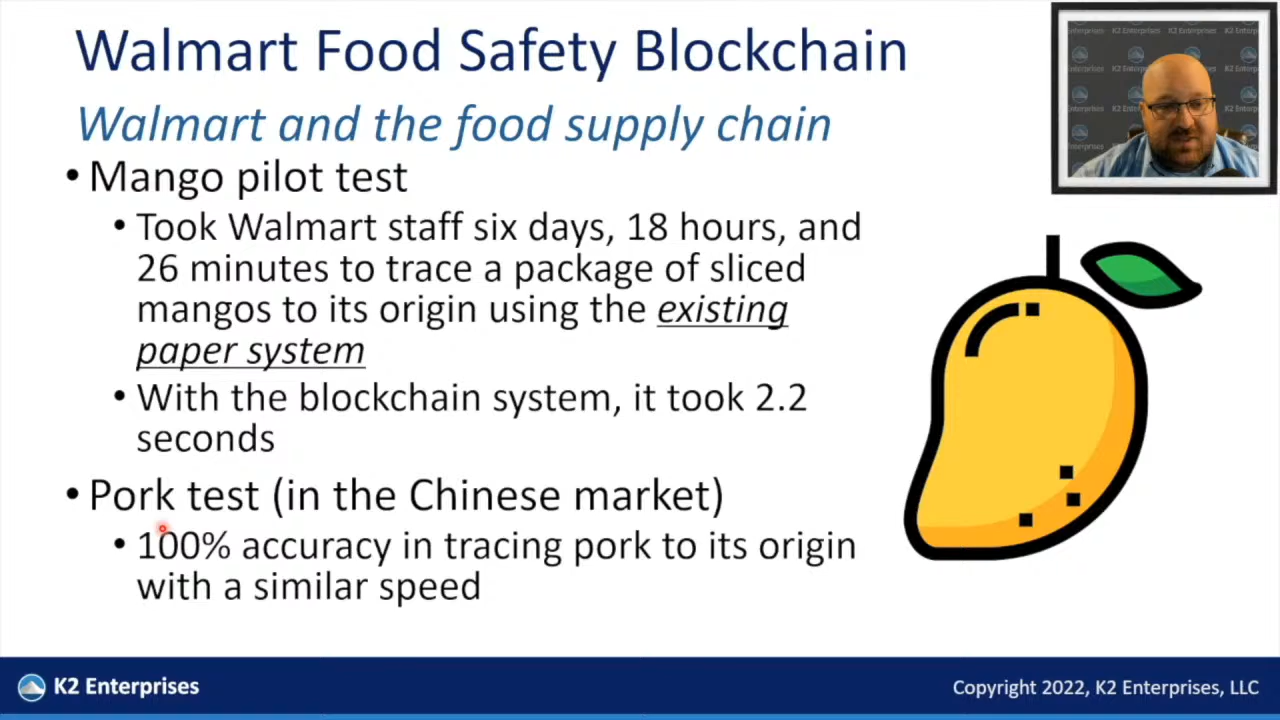 Walmart Food Safety Blockchain
Walmart and the food supply chain
• Mango pilot test
• Took Walmart staff six days, 18 hours, and
26 minutes to trace a package of sliced
mangos to its origin using the existing
paper system
• With the blockchain system, it took 2.2
seconds
• Pork test (in the Chinese market)
• 100% accuracy in tracing pork to its origin
with a similar speed
K2 Enterprises
Copyright 2022, K2 Enterprises, LLC